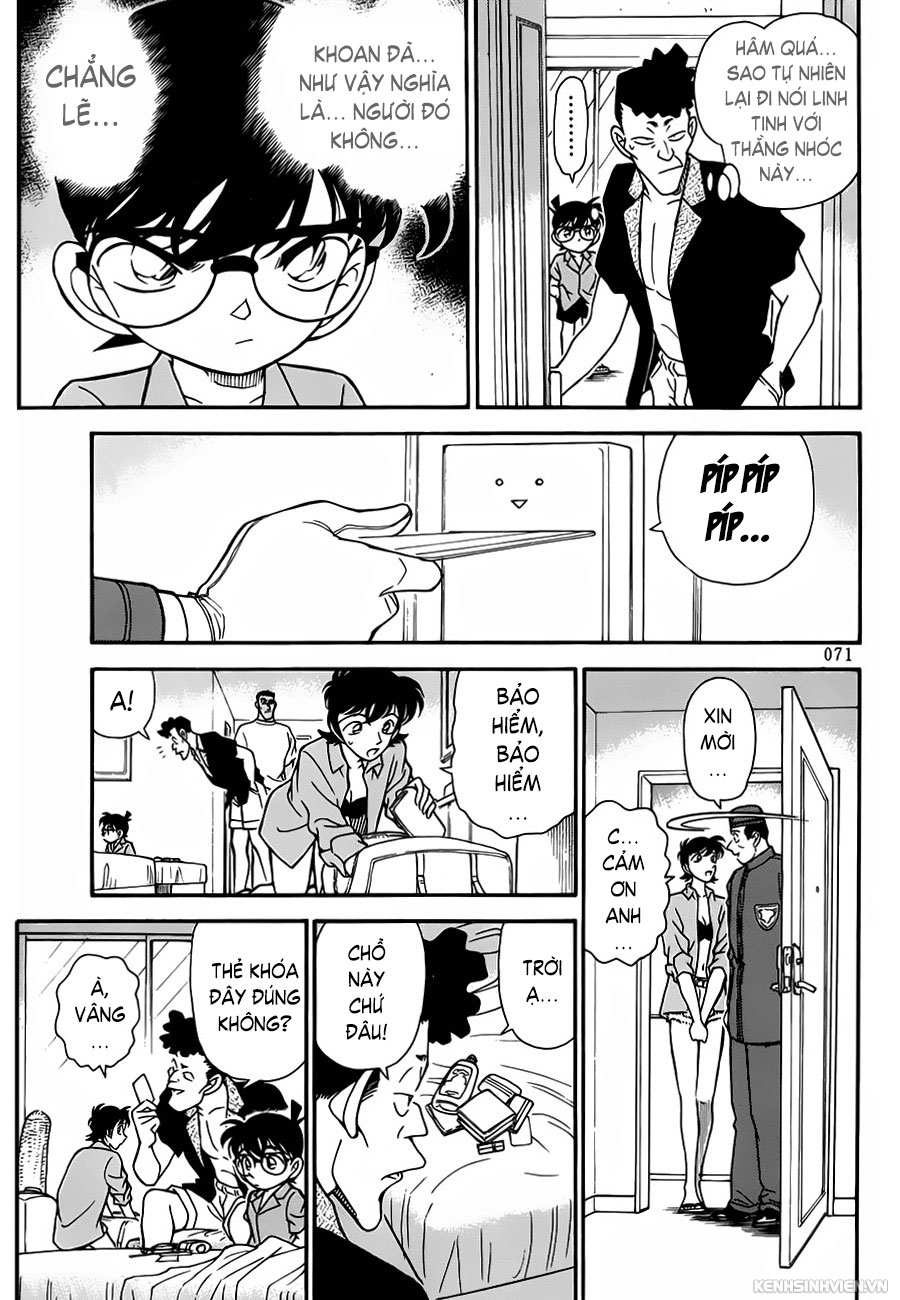 HÂM QUÁ...
SAO TỰ NHIÊN
LẠI ĐI NÓI LINH
TINH VỚI
THẰNG NHÓC
NÀY...
........
KHOAN ĐÀ...
NHƯ VẬY NGHĨA
LÀ... NGƯỜI ĐÓ
KHÔNG...
CHẲNG
LẼ...
PÍP PÍP
PÍP...
071
XIN
MỜI
...
C...
CẢM
ƠN
ANH
...
BẢO
HIỂM,
BẢO
HIỂM
...
A!
TRỜI
Ạ...
CHỔ
NÀY
CHỨ
ĐÂU!
THẺ KHÓA
ĐÂY ĐÚNG
KHÔNG?
À,
VÂNG
...
KENHSINHVIEN.VN